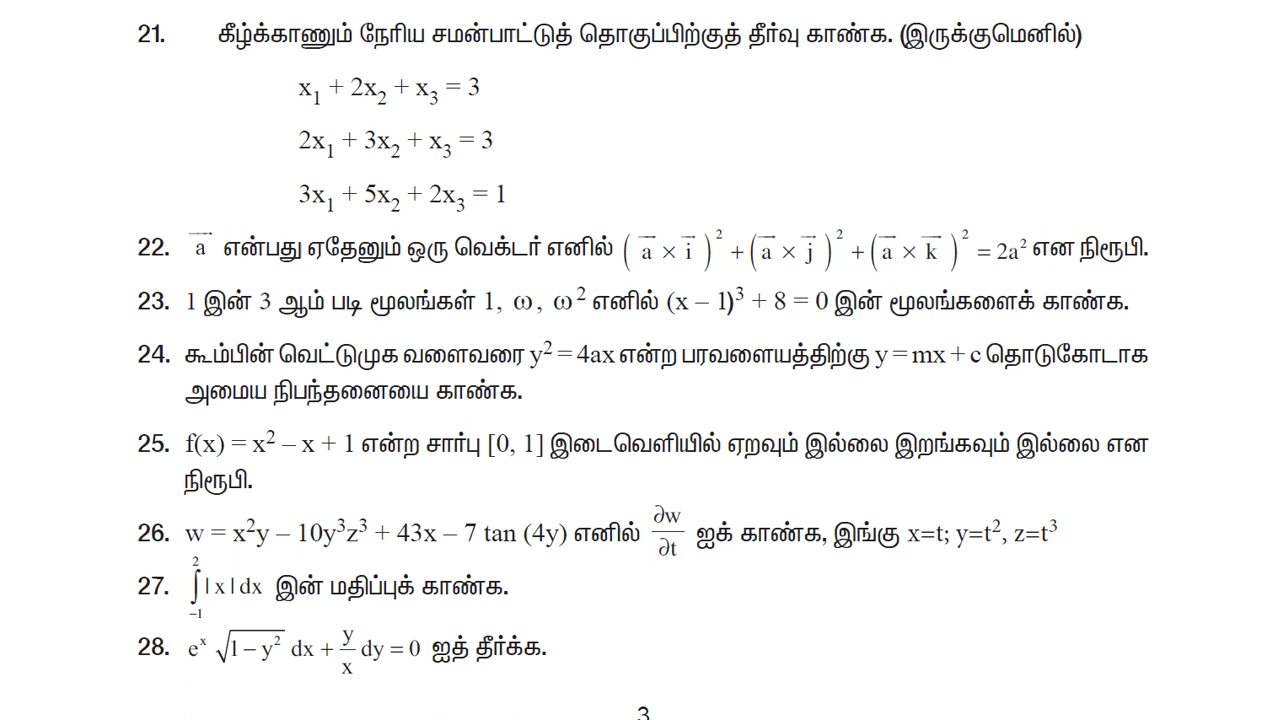 21. கீழ்க்காணும் நேரிய சமன்பாட்டுத் தொகுப்பிற்குத் தீர்வு காண்க. (இருக்குமெனில்)
x₁ + 2x₂ + x₃ = 3
2x₁ + 3x₂ + x₃ = 3
3x₁ + 5x₂ + 2x₃ = 1
22. a⃗ என்பது ஏதேனும் ஒரு வெக்டர் எனில் (a⃗ × i⃗)² + (a⃗ × j⃗)² + (a⃗ × k⃗)² = 2a² என நிரூபி.
23. 1 இன் 3 ஆம் படி மூலங்கள் 1, ω, ω² எனில் (x – 1)³ + 8 = 0 இன் மூலங்களைக் காண்க.
24. கூம்பின் வெட்டுமுக வளைவரை y² = 4ax என்ற பரவளையத்திற்கு y = mx + c தொடுகோடாக
அமைய நிபந்தனையை காண்க.
25. f(x) = x² – x + 1 என்ற சார்பு [0, 1] இடைவெளியில் ஏறவும் இல்லை இறங்கவும் இல்லை என
நிரூபி.
26. w = x²y – 10y³z³ + 43x – 7 tan (4y) எனில் ∂w/∂t ஐக் காண்க, இங்கு x=t; y=t², z=t³
27. ∫₋₁² | x | dx இன் மதிப்புக் காண்க.
28. eˣ √(1 – y²) dx + y/x dy = 0 ஐத் தீர்க்க.
3